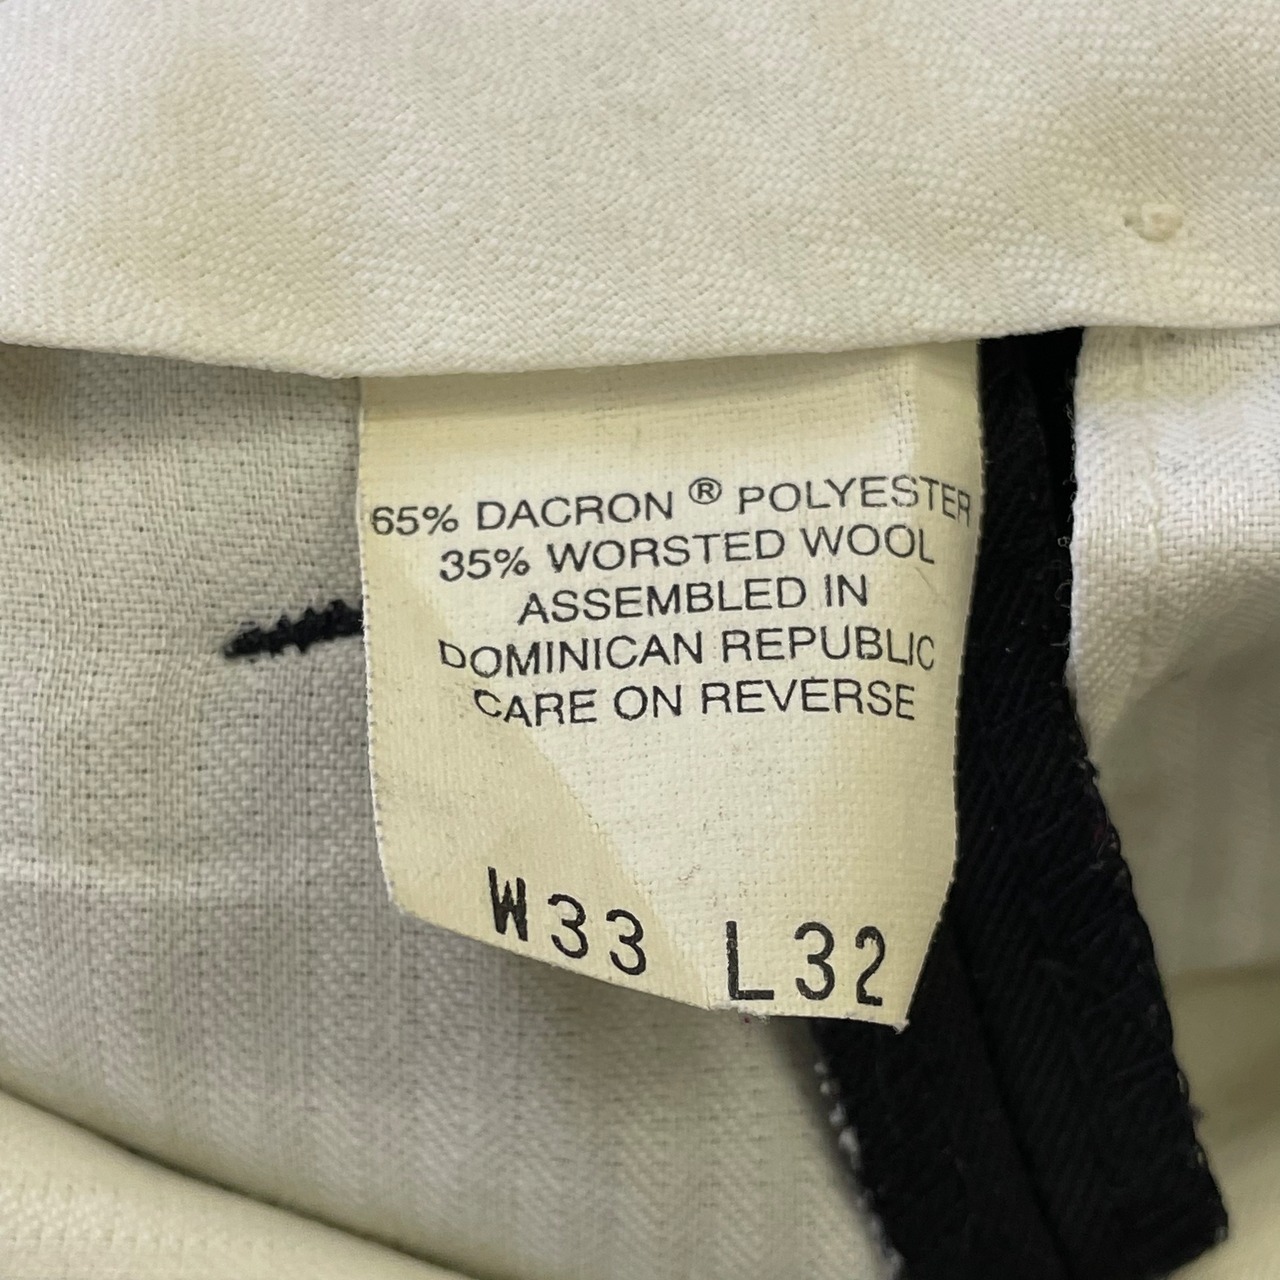 65% DACRON ® POLYESTER
35% WORSTED WOOL
ASSEMBLED IN
DOMINICAN REPUBLIC
CARE ON REVERSE
W33 L32